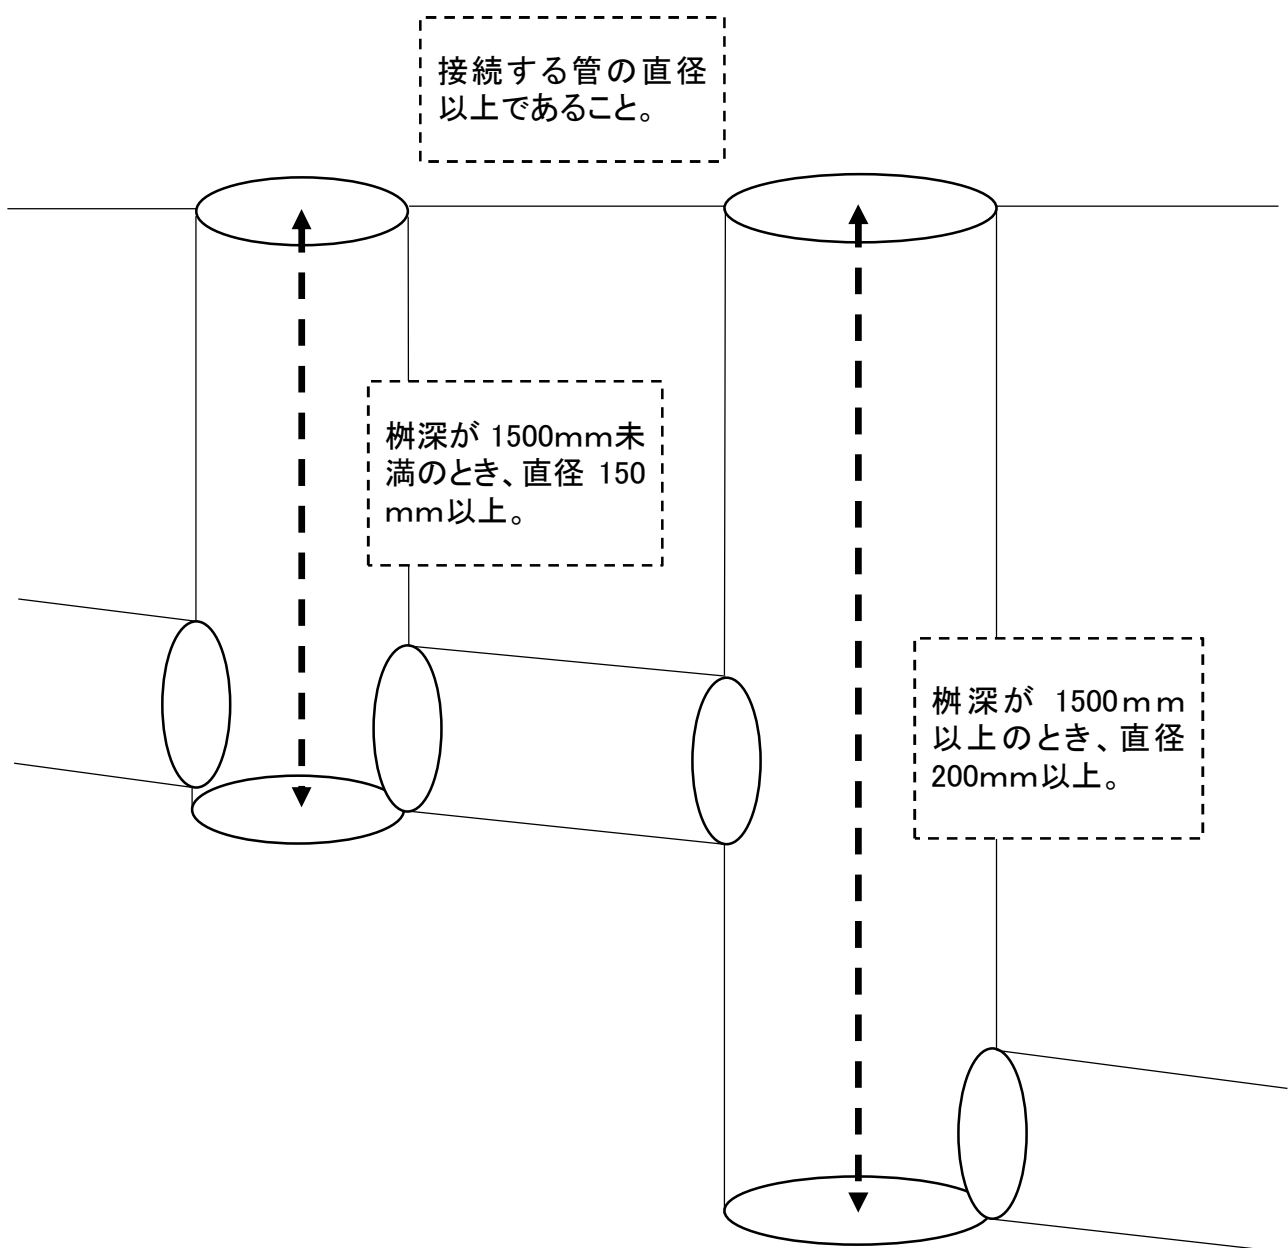 接続する管の直径
以上であること。
桝深が 1500mm未
満のとき、直径 150
mm以上。
桝深が 1500mm
以上のとき、直径
200mm以上。